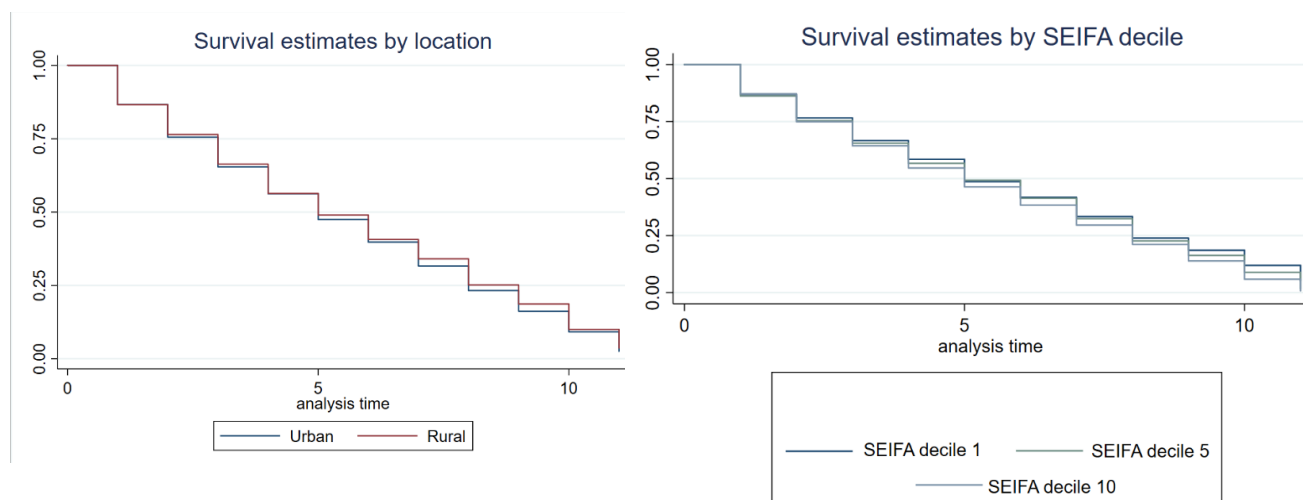 Survival estimates by location
1.00
0.75
0.50
0.25
0.00
0
5
10
analysis time
Urban
Rural
Survival estimates by SEIFA decile
1.00
0.75
0.50
0.25
0.00
0
5
10
analysis time
SEIFA decile 1
SEIFA decile 5
SEIFA decile 10